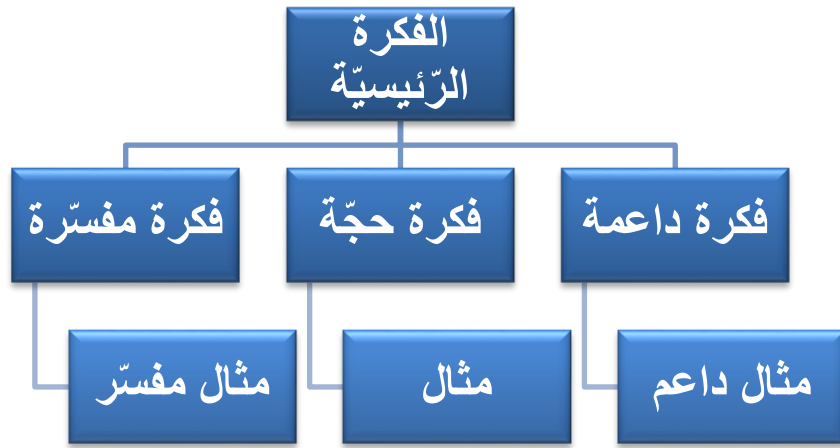 الفكرة
الرّئيسيّة
فكرة داعمة
فكرة حجّة
فكرة مفسّرة
مثال داعم
مثال
مثال مفسّر